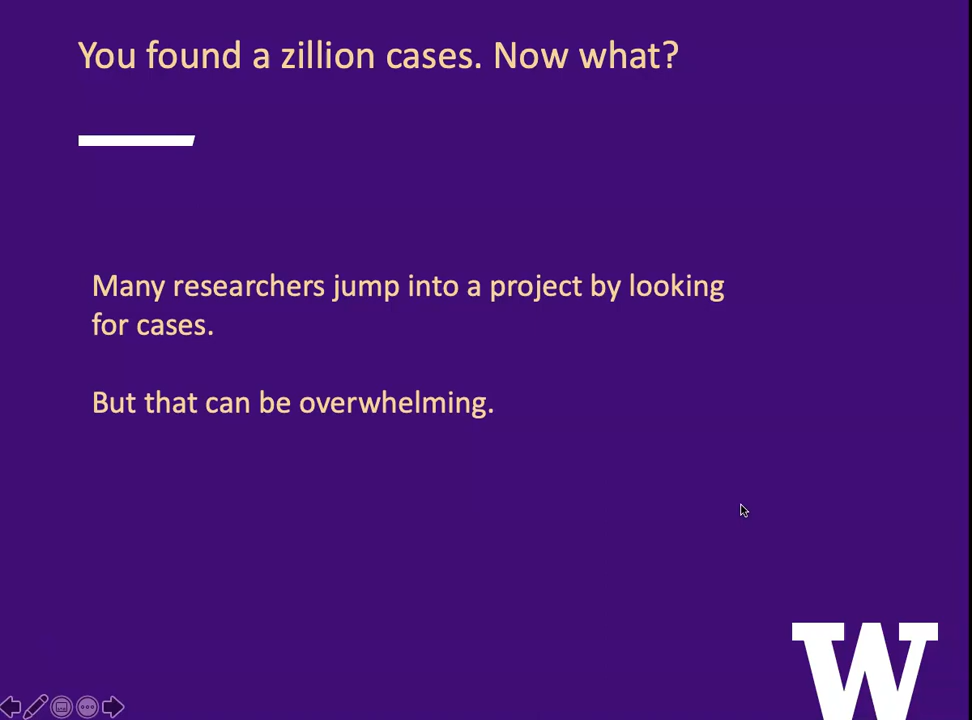 You found a zillion cases. Now what?
Many researchers jump into a project by looking
for cases.
But that can be overwhelming.
W